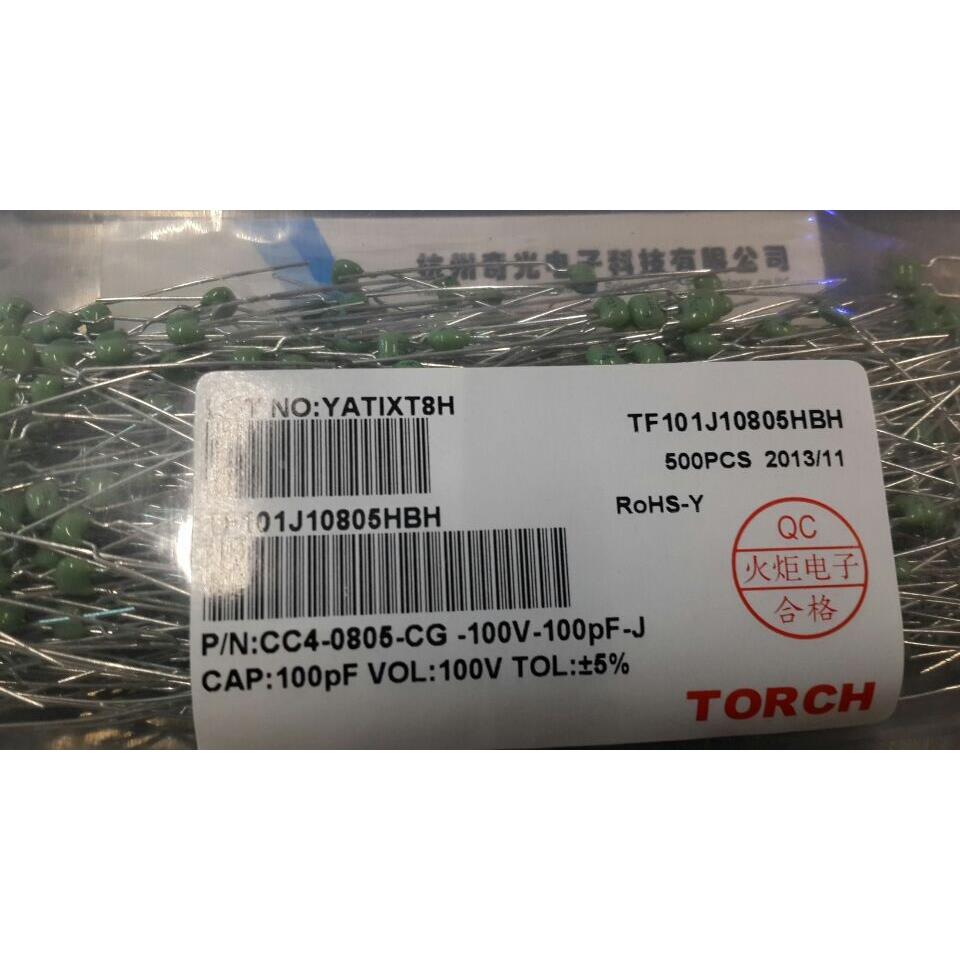 杭州奇光电子科技有限公司
NO:YATIXT8H
TF101J10805HBH
500PCS 2013/11
RoHS-Y
TF101J10805HBH
QC
火炬电子
合格
P/N:CC4-0805-CG -100V-100pF-J
CAP:100pF VOL:100V TOL:±5%
TORCH